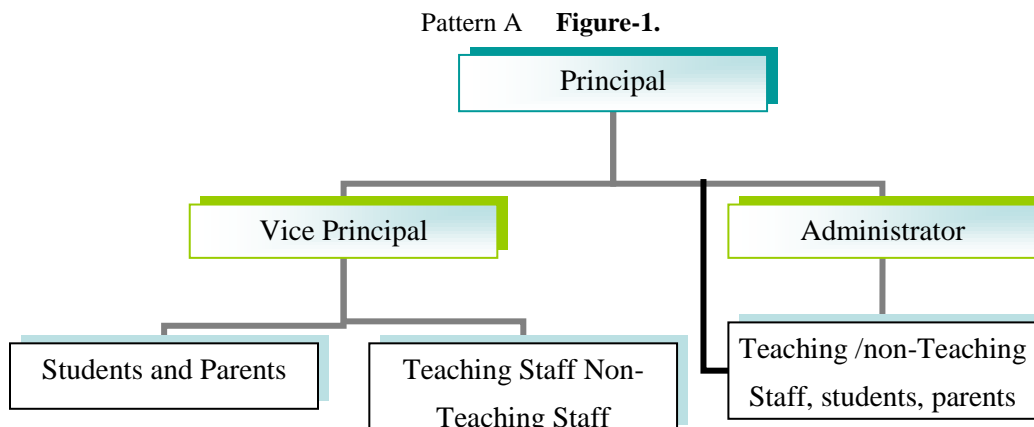 Pattern A Figure-1.
Principal
Vice Principal
Administrator
Students and Parents
Teaching Staff Non-
Teaching Staff
Teaching /non-Teaching
Staff, students, parents